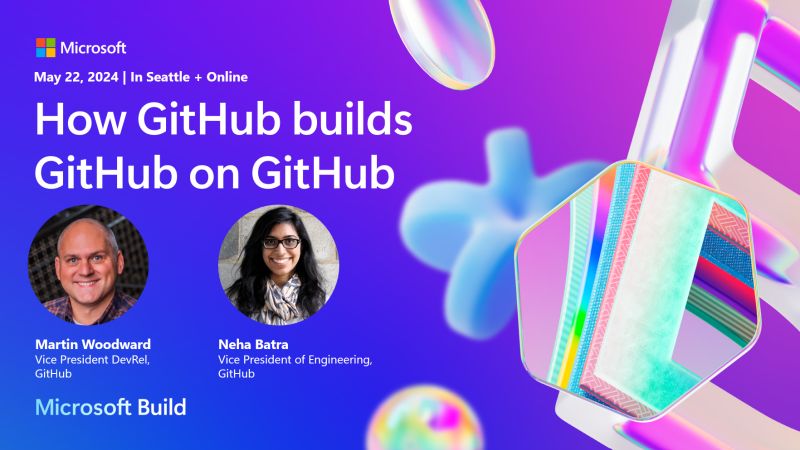 Microsoft
May 22, 2024 | In Seattle + Online
How GitHub builds
GitHub on GitHub
Martin Woodward
Vice President DevRel,
GitHub
Neha Batra
Vice President of Engineering,
GitHub
Microsoft Build